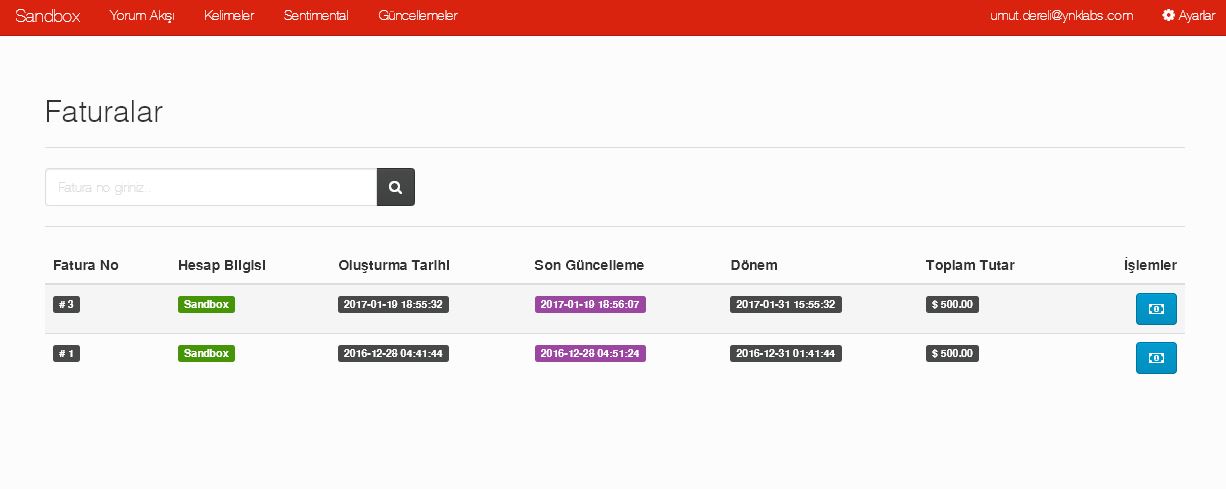 Sandbox Yorum Akışı Kelimeler Sentimental Güncellemeler umut.dereli@ynklabs.com Ayarlar
Faturalar
Fatura no giriniz..
Fatura No Hesap Bilgisi Oluşturma Tarihi Son Güncelleme Dönem Toplam Tutar İşlemler
# 3 Sandbox 2017-01-19 18:55:32 2017-01-19 18:56:07 2017-01-31 15:55:32 $ 500.00
# 1 Sandbox 2016-12-28 04:41:44 2016-12-28 04:51:24 2016-12-31 01:41:44 $ 500.00